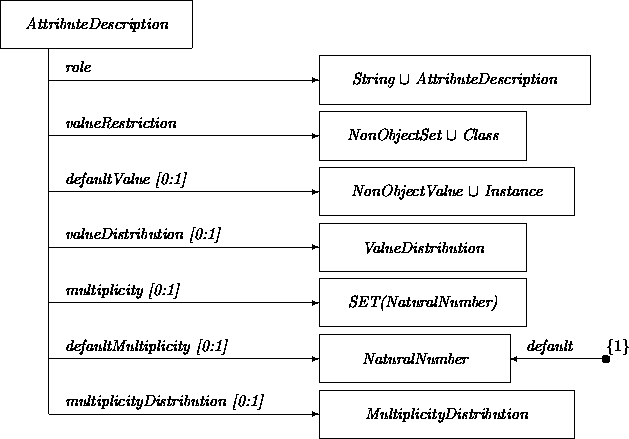 AttributeDescription
role
String ∪ AttributeDescription
valueRestriction
NonObjectSet ∪ Class
defaultValue [0:1]
NonObjectValue ∪ Instance
valueDistribution [0:1]
ValueDistribution
multiplicity [0:1]
SET(NaturalNumber)
defaultMultiplicity [0:1]
NaturalNumber
default
{1}
multiplicityDistribution [0:1]
MultiplicityDistribution